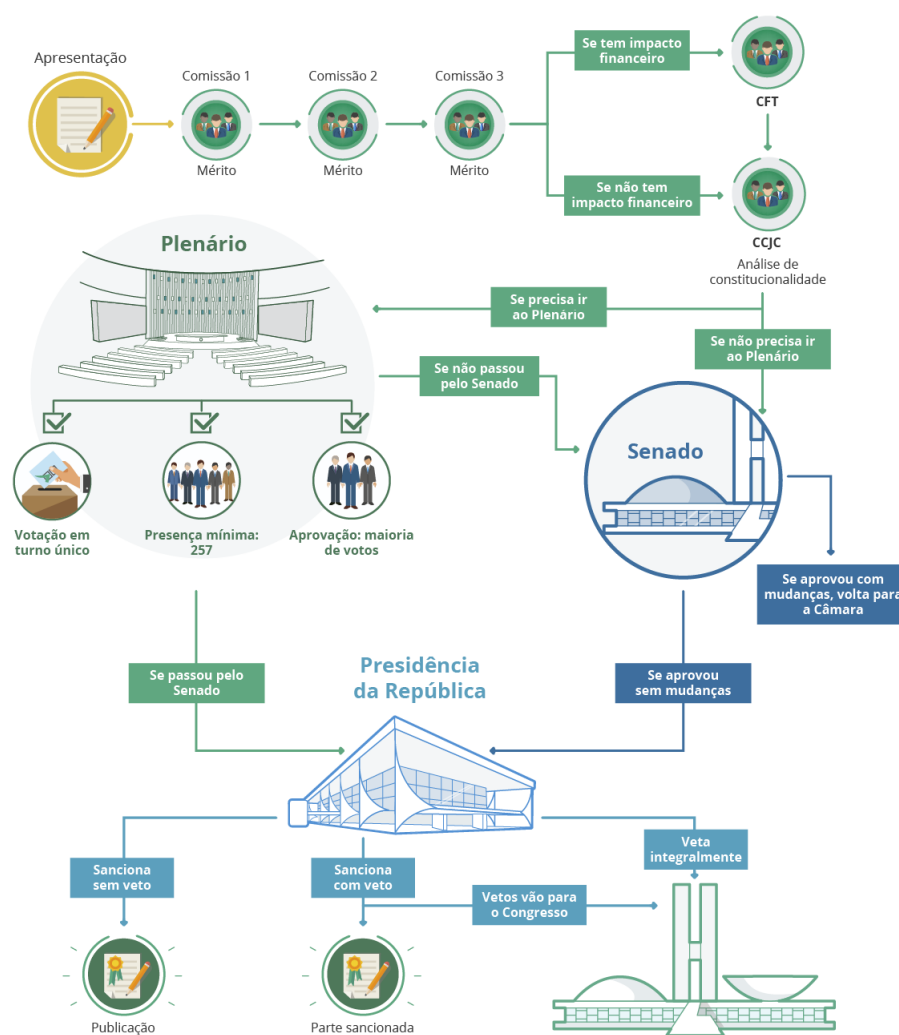 Apresentação
Comissão 1
Comissão 2
Comissão 3
Mérito
Mérito
Mérito
Se tem impacto
financeiro
CFT
Se não tem
impacto financeiro
CCJC
Análise de
constitucionalidade
Plenário
Se precisa ir
ao Plenário
Se não precisa ir
ao Plenário
Se não passou
pelo Senado
Senado
Votação em
turno único
Presença mínima:
257
Aprovação: maioria
de votos
Se aprovou com
mudanças, volta para
a Câmara
Se passou pelo
Senado
Presidência
da República
Se aprovou
sem mudanças
Sanciona
sem veto
Sanciona
com veto
Veta
integralmente
Vetos vão para
o Congresso
Publicação
Parte sancionada